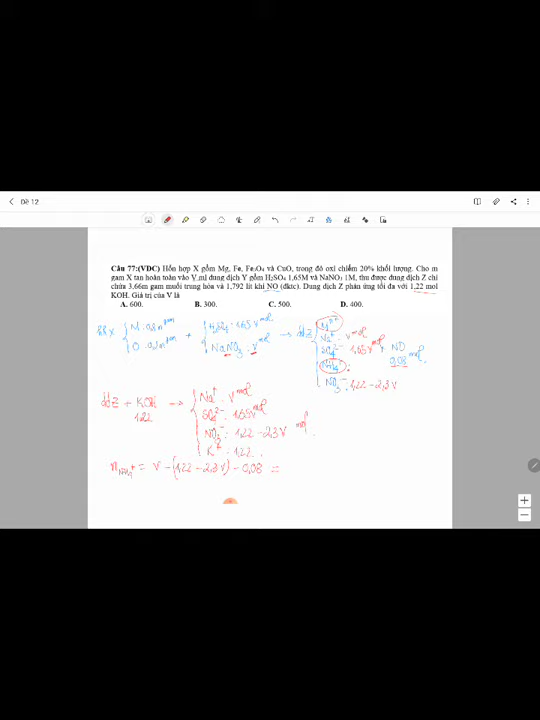 Đề 12
Câu 77:(VDC) Hỗn hợp X gồm Mg, Fe, Fe₃O₄ và CuO, trong đó oxi chiếm 20% khối lượng. Cho m
gam X tan hoàn toàn vào V ml dung dịch Y gồm H₂SO₄ 1,65M và NaNO₃ 1M, thu được dung dịch Z chỉ
chứa 3,66m gam muối trung hòa và 1,792 lít khí NO (đktc). Dung dịch Z phản ứng tối đa với 1,22 mol
KOH. Giá trị của V là
A. 600. B. 300. C. 500. D. 400.
hh X { M: 0,8m gam + { H₂SO₄: 1,65V mol → ddZ { Mⁿ⁺
O: 0,2m gam NaNO₃: V mol Na⁺: V mol
SO₄²⁻: 1,65V mol + NO
NH₄⁺ 0,08 mol.
NO₃⁻: 1,22-2,3V
ddZ + KOH → { Na⁺: V mol
1,22 SO₄²⁻: 1,65V mol
NO₃⁻: 1,22-2,3V mol
K⁺: 1,22.
n NH₄⁺ = V - (1,22-2,3V) - 0,08 =